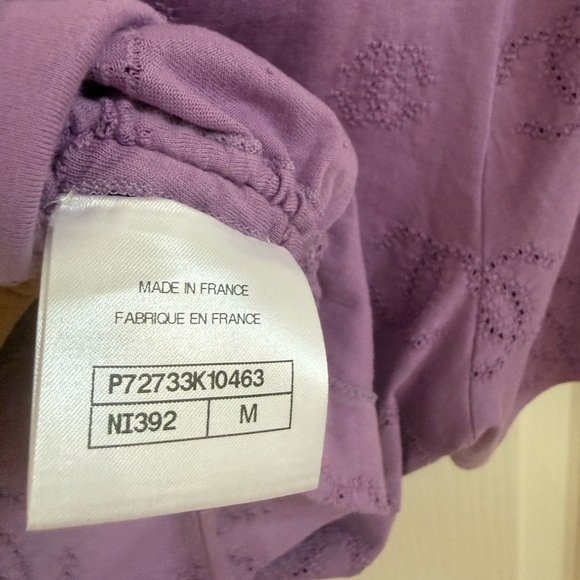 MADE IN FRANCE
FABRIQUE EN FRANCE
P72733K10463
NI392 M